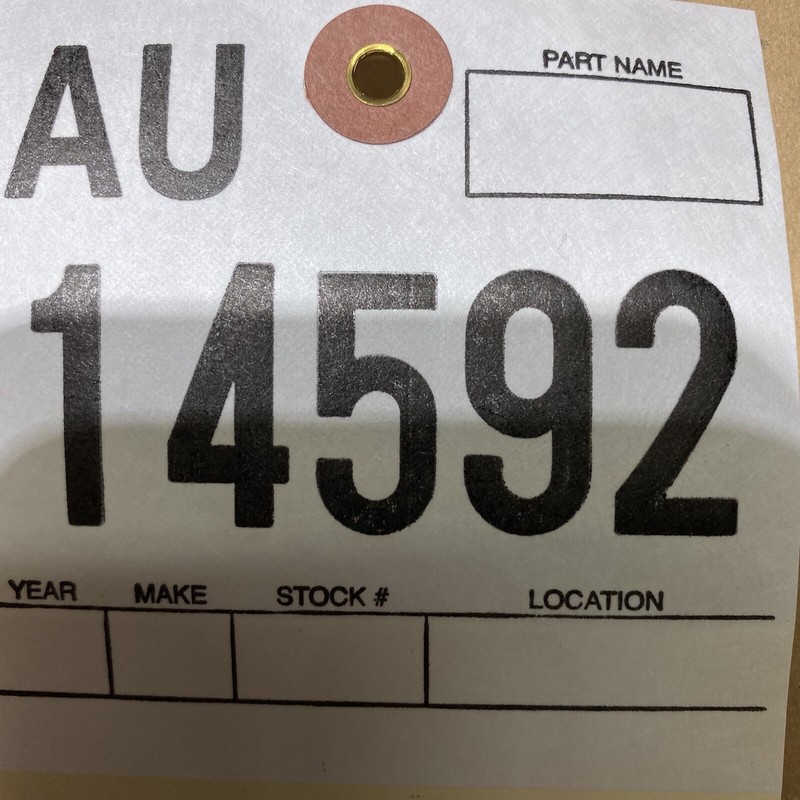 AU
PART NAME
14592
YEAR MAKE STOCK # LOCATION